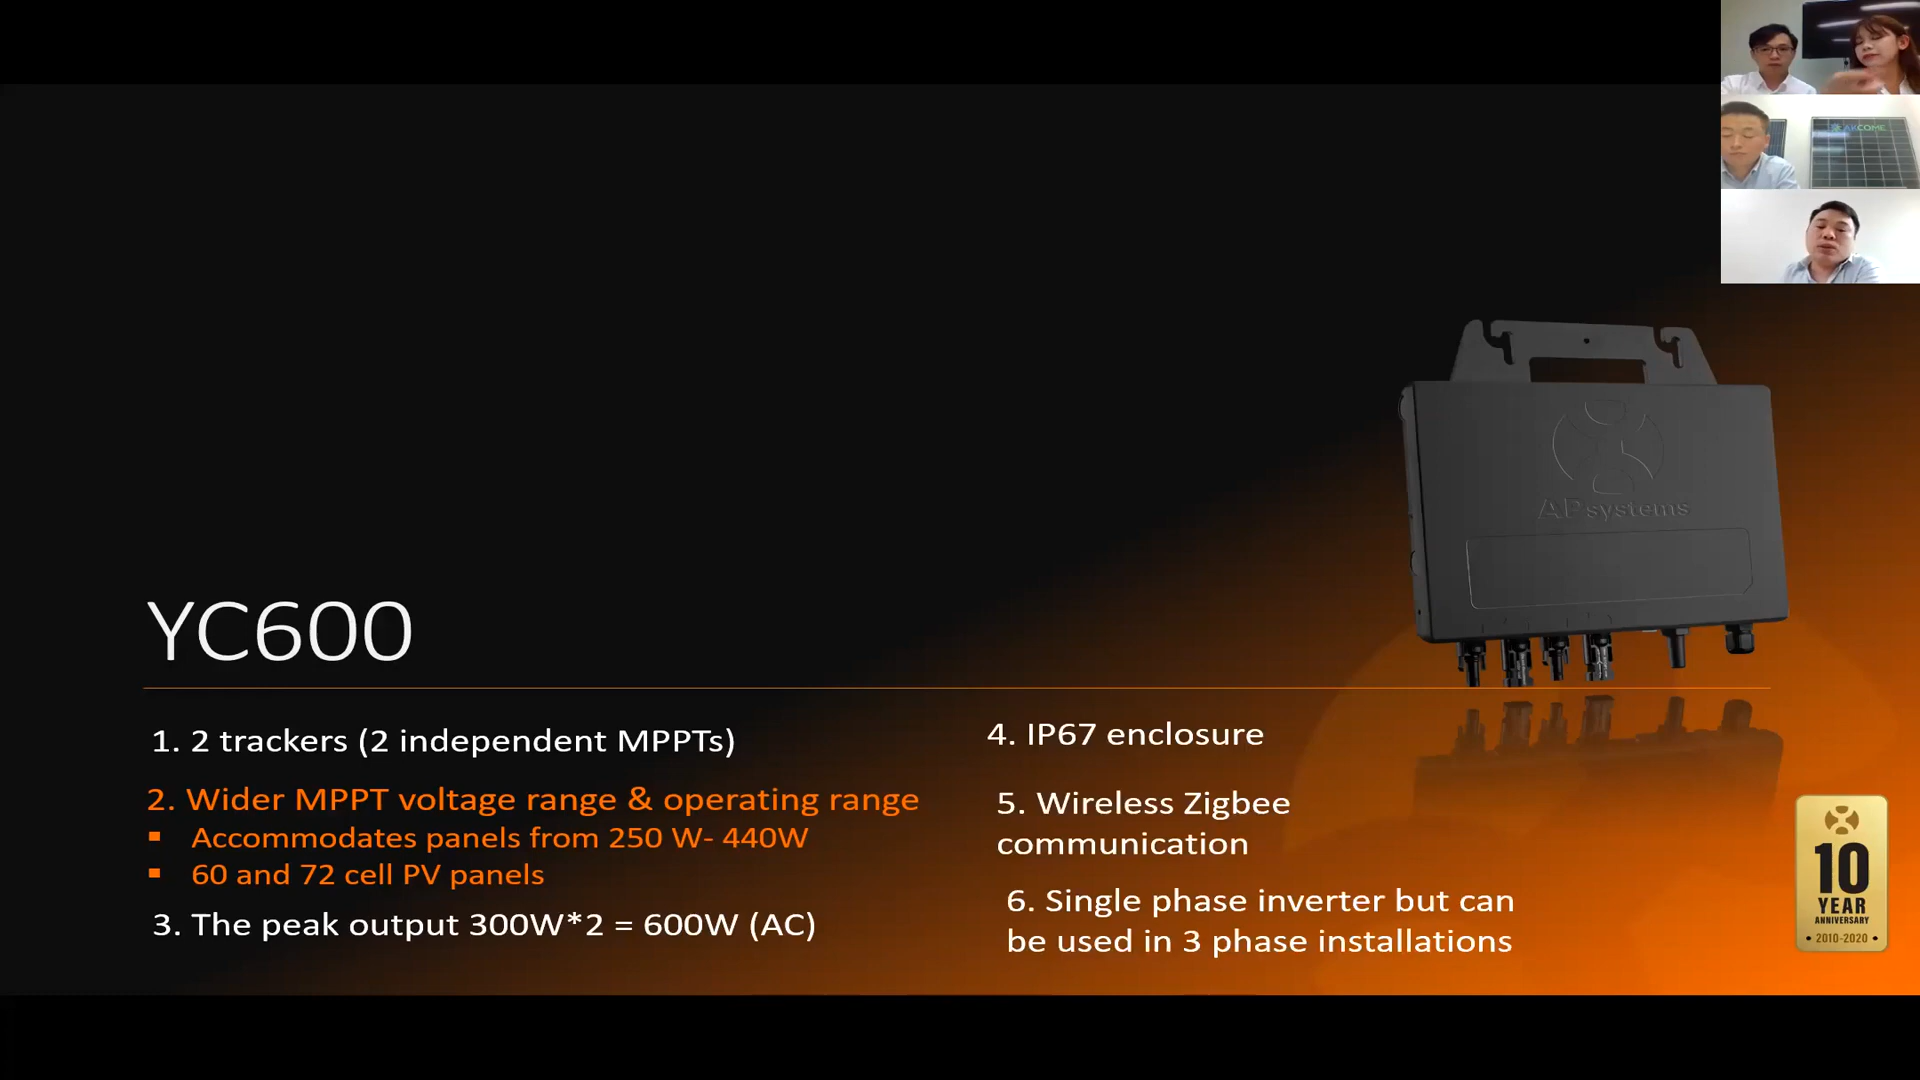 AKCOME
APsystems
YC600
1. 2 trackers (2 independent MPPTs)
2. Wider MPPT voltage range & operating range
▪ Accommodates panels from 250 W- 440W
▪ 60 and 72 cell PV panels
3. The peak output 300W*2 = 600W (AC)
4. IP67 enclosure
5. Wireless Zigbee
communication
6. Single phase inverter but can
be used in 3 phase installations
10
YEAR
ANNIVERSARY
• 2010-2020 •